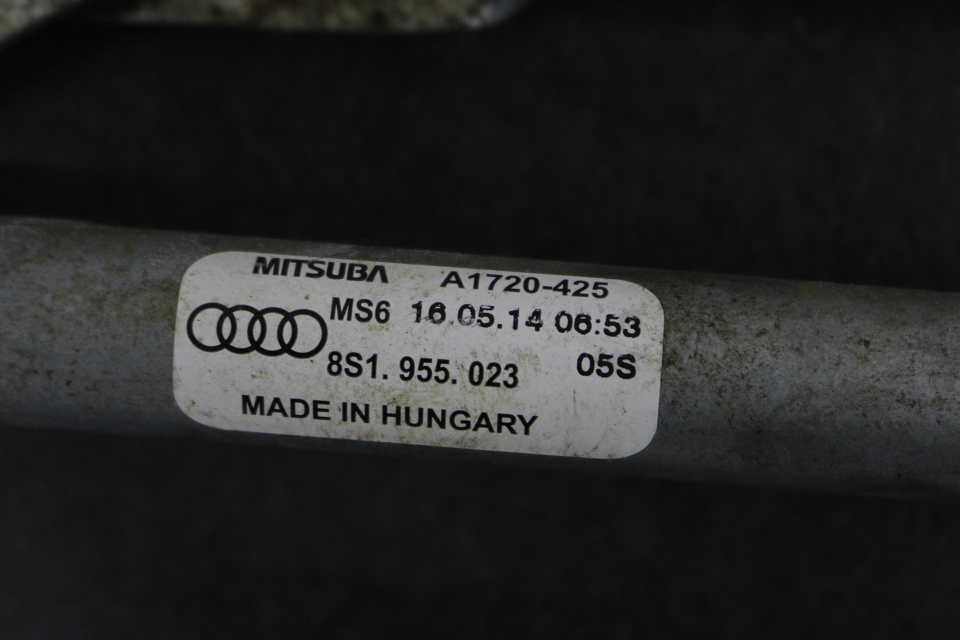 MITSUBA A1720-425
MS6 16.05.14 06:53
8S1. 955. 023 05S
MADE IN HUNGARY